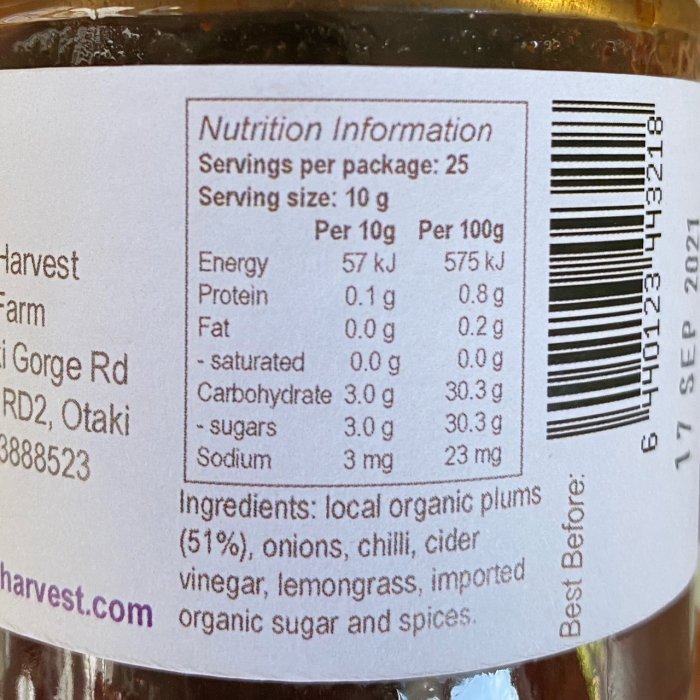 Harvest
Farm
i Gorge Rd
RD2, Otaki
3888523
harvest.com
Nutrition Information
Servings per package: 25
Serving size: 10 g
Per 10g Per 100g
Energy 57 kJ 575 kJ
Protein 0.1 g 0.8 g
Fat 0.0 g 0.2 g
- saturated 0.0 g 0.0 g
Carbohydrate 3.0 g 30.3 g
- sugars 3.0 g 30.3 g
Sodium 3 mg 23 mg
Ingredients: local organic plums
(51%), onions, chilli, cider
vinegar, lemongrass, imported
organic sugar and spices.
6 440123 443218
Best Before:
17 SEP 2021